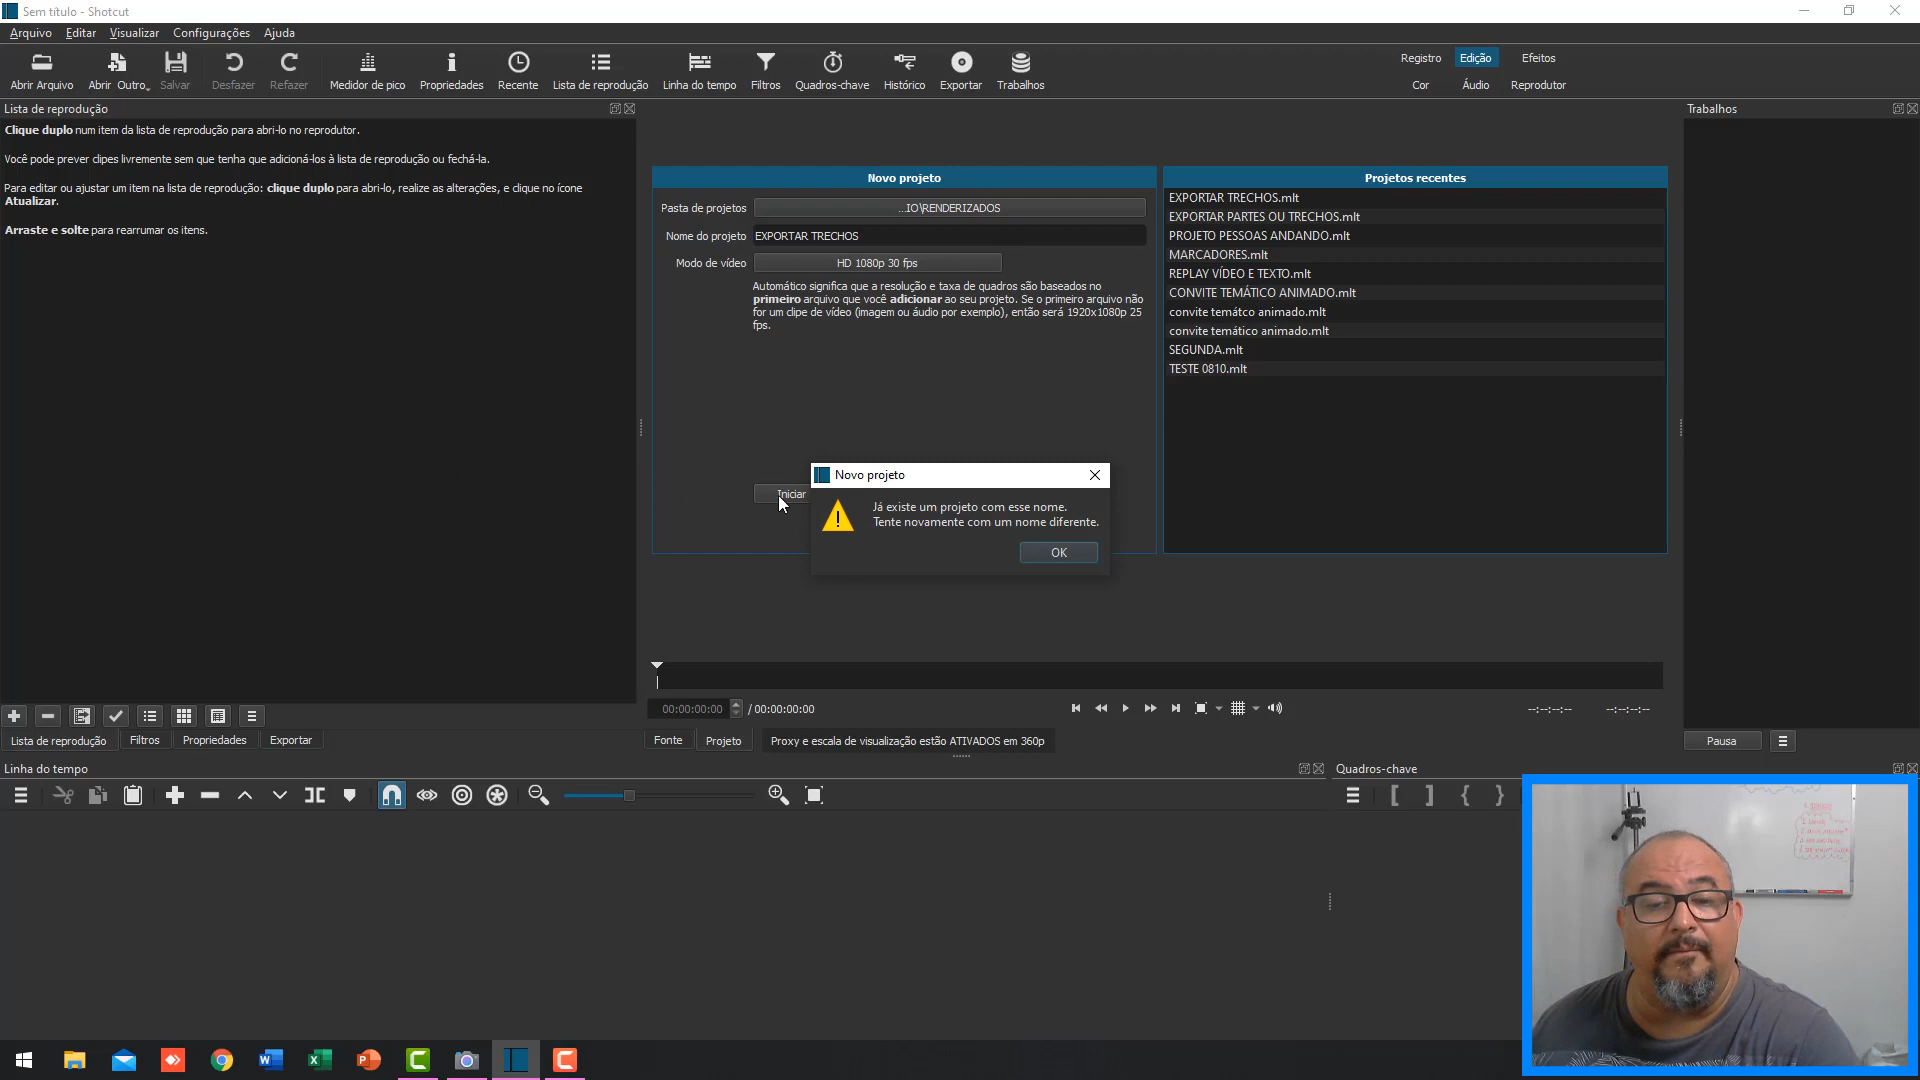 Sem título - Shotcut
Arquivo Editar Visualizar Configurações Ajuda
Abrir Arquivo Abrir Outro Salvar Desfazer Refazer Medidor de pico Propriedades Recente Lista de reprodução Linha do tempo Filtros Quadros-chave Histórico Exportar Trabalhos
Registro Edição Efeitos
Cor Áudio Reprodutor
Lista de reprodução
Clique duplo num item da lista de reprodução para abri-lo no reprodutor.
Você pode prever clipes livremente sem que tenha que adicioná-los à lista de reprodução ou fechá-la.
Para editar ou ajustar um item na lista de reprodução: clique duplo para abri-lo, realize as alterações, e clique no ícone
Atualizar.
Arraste e solte para rearrumar os itens.
Novo projeto
Pasta de projetos ...IO\RENDERIZADOS
Nome do projeto EXPORTAR TRECHOS
Modo de vídeo HD 1080p 30 fps
Automático significa que a resolução e taxa de quadros são baseados no
primeiro arquivo que você adicionar ao seu projeto. Se o primeiro arquivo não
for um clipe de vídeo (imagem ou áudio por exemplo), então será 1920x1080p 25
fps.
Iniciar
Projetos recentes
EXPORTAR TRECHOS.mlt
EXPORTAR PARTES OU TRECHOS.mlt
PROJETO PESSOAS ANDANDO.mlt
MARCADORES.mlt
REPLAY VÍDEO E TEXTO.mlt
CONVITE TEMÁTICO ANIMADO.mlt
convite temátco animado.mlt
convite temático animado.mlt
SEGUNDA.mlt
TESTE 0810.mlt
Novo projeto
Já existe um projeto com esse nome.
Tente novamente com um nome diferente.
OK
Trabalhos
00:00:00:00 / 00:00:00:00
--:--:--:-- --:--:--:--
Lista de reprodução Filtros Propriedades Exportar
Fonte Projeto Proxy e escala de visualização estão ATIVADOS em 360p
Pausa
Linha do tempo
Quadros-chave